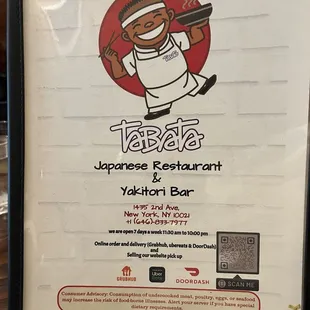 TaBata
Japanese Restaurant
&
Yakitori Bar
1435 2nd Ave,
New York, NY 10021
+1 (646)-833-7977
we are open 7 days a week 11:30 am to 10:00 pm
Online order and delivery (Grabhub, ubereats & DoorDash)
and
Selling our website pick up
GRUBHUB
Uber
DOORDASH
SCAN ME
Consumer Advisory: Consumption of undercooked meat, poultry, eggs, or seafood
may increase the risk of food-borne illnesses. Alert your server if you have special
dietary requirements.